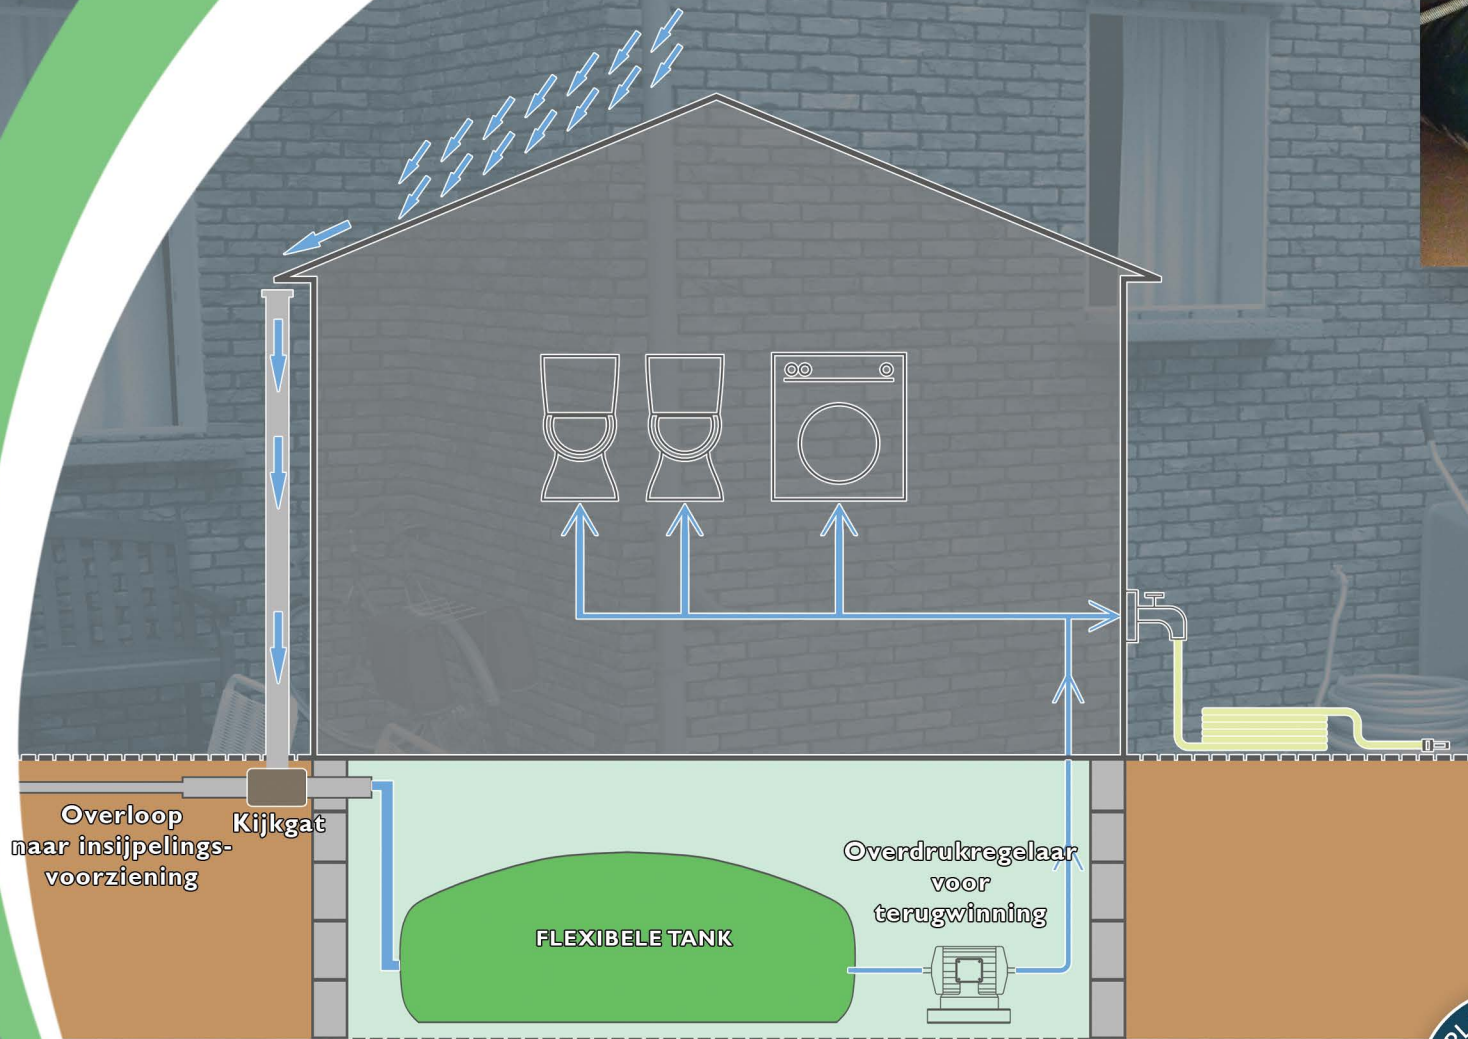 Overloop
naar insijpelings-
voorziening
Kijkgat
Overdrukregelaar
voor
terugwinning
FLEXIBELE TANK